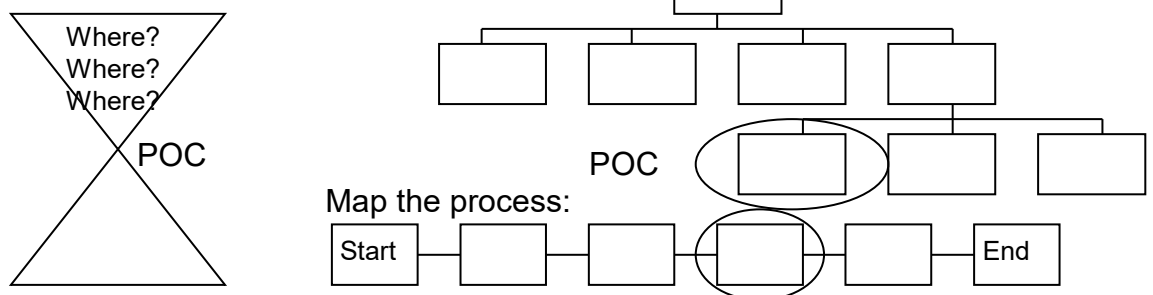 Where?
Where?
Where?
POC
POC
Map the process:
Start
End